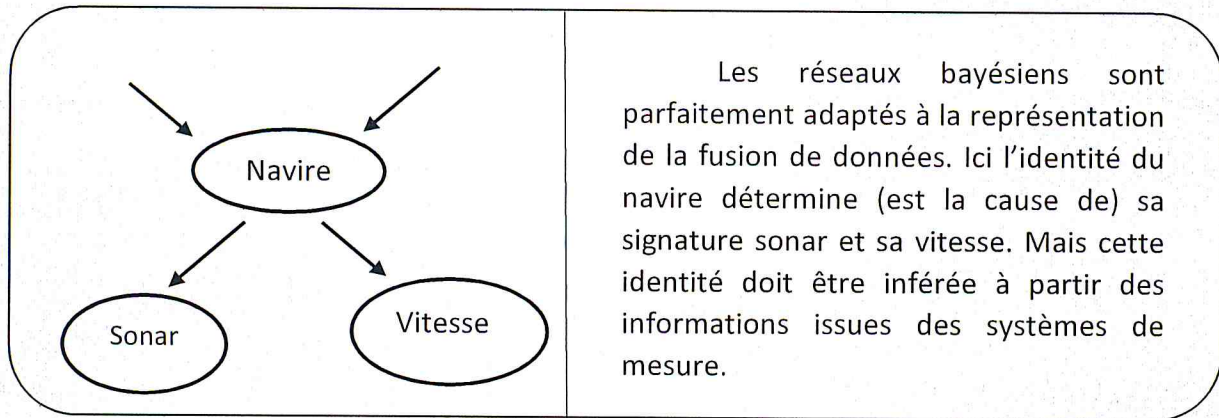 Navire
Sonar
Vitesse
Les réseaux bayésiens sont
parfaitement adaptés à la représentation
de la fusion de données. Ici l'identité du
navire détermine (est la cause de) sa
signature sonar et sa vitesse. Mais cette
identité doit être inférée à partir des
informations issues des systèmes de
mesure.